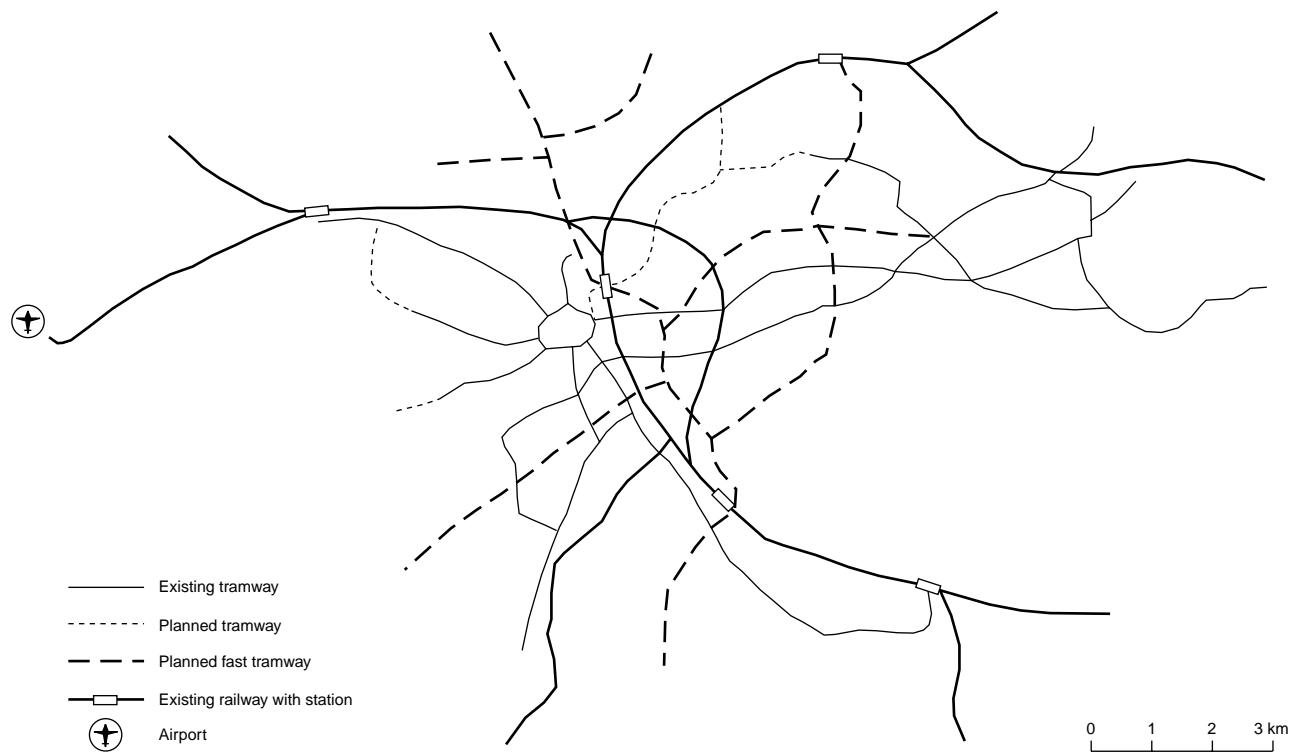 Existing tramway
Planned tramway
Planned fast tramway
Existing railway with station
Airport
0 1 2 3 km